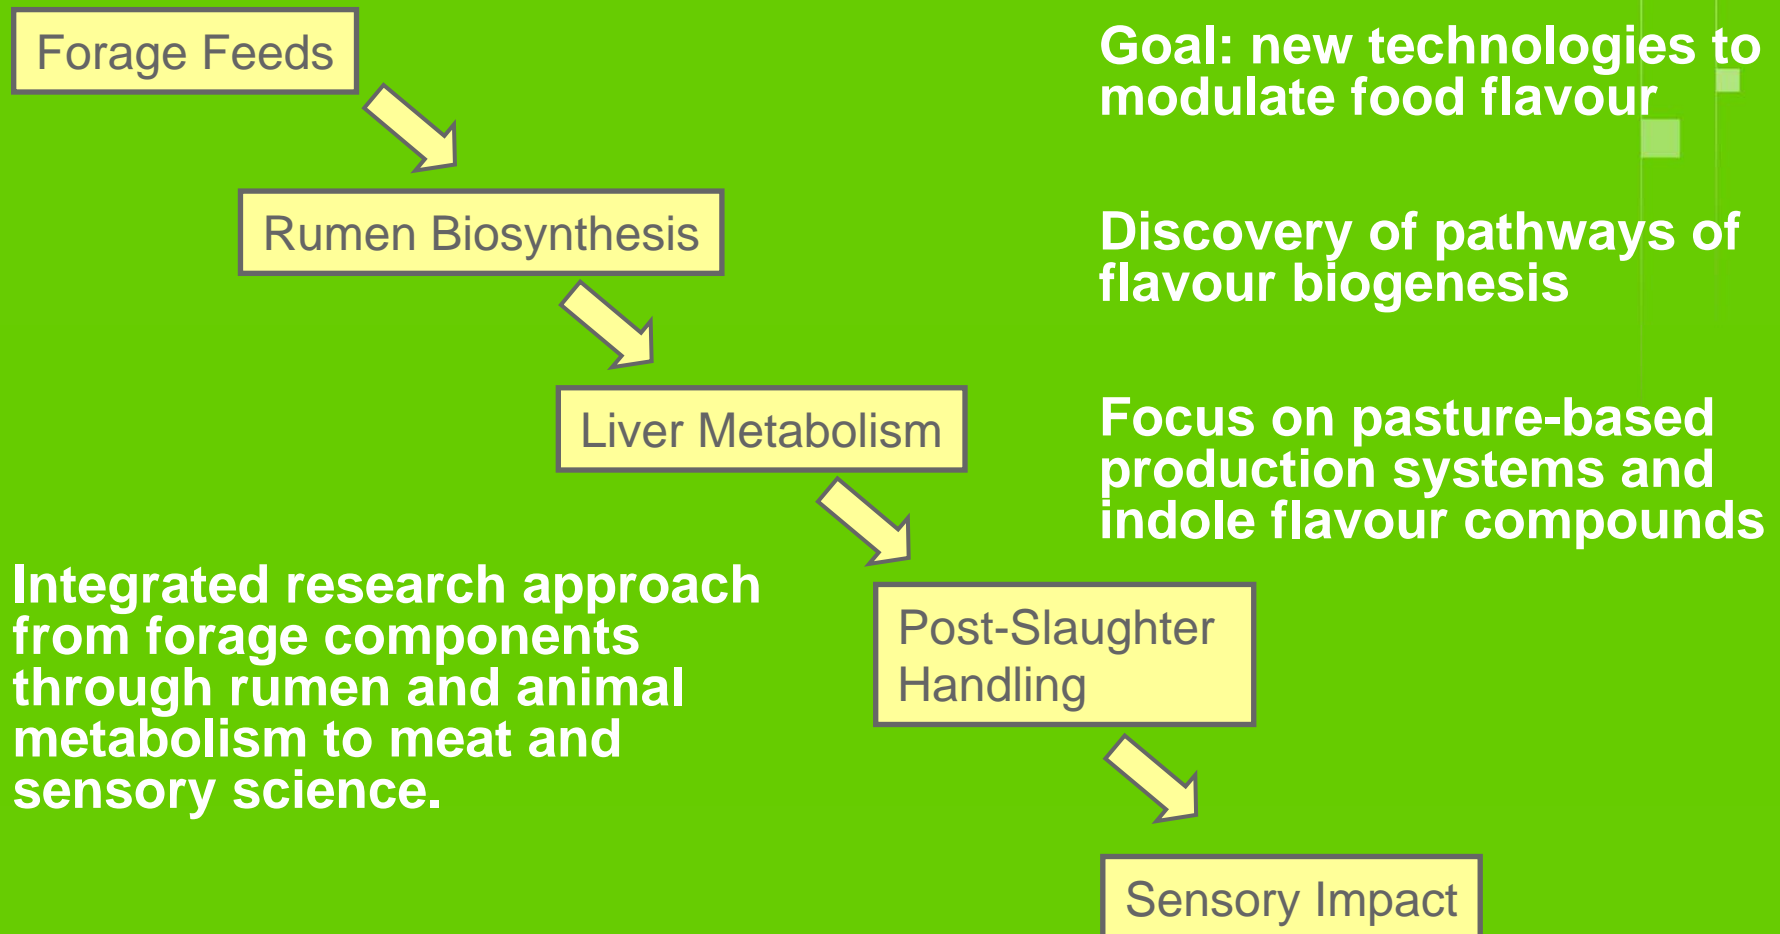 Forage Feeds
Goal: new technologies to
modulate food flavour
Rumen Biosynthesis
Discovery of pathways of
flavour biogenesis
Liver Metabolism
Focus on pasture-based
production systems and
indole flavour compounds
Integrated research approach
from forage components
through rumen and animal
metabolism to meat and
sensory science.
Post-Slaughter
Handling
Sensory Impact